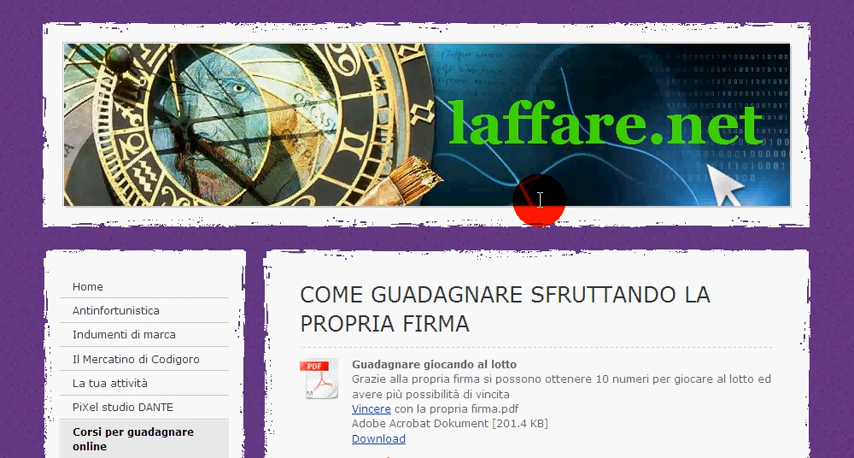 laffare.net
Home
Antinfortunistica
Indumenti di marca
Il Mercatino di Codigoro
La tua attività
PiXel studio DANTE
Corsi per guadagnare
online
COME GUADAGNARE SFRUTTANDO LA
PROPRIA FIRMA
PDF
Guadagnare giocando al lotto
Grazie alla propria firma si possono ottenere 10 numeri per giocare al lotto ed
avere più possibilità di vincita
Vincere con la propria firma.pdf
Adobe Acrobat Dokument [201.4 KB]
Download